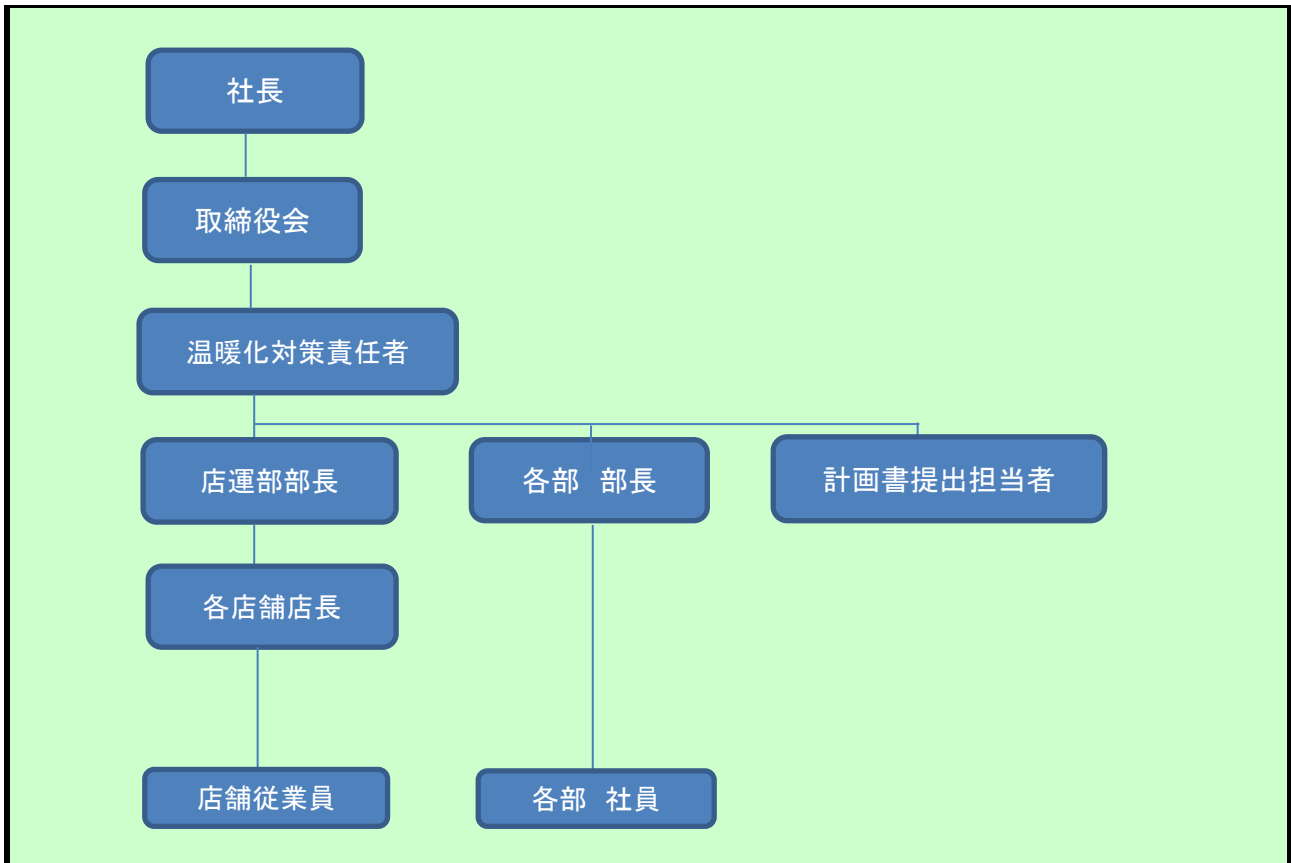 社長
取締役会
温暖化対策責任者
店運部部長
各部 部長
計画書提出担当者
各店舗店長
店舗従業員
各部 社員